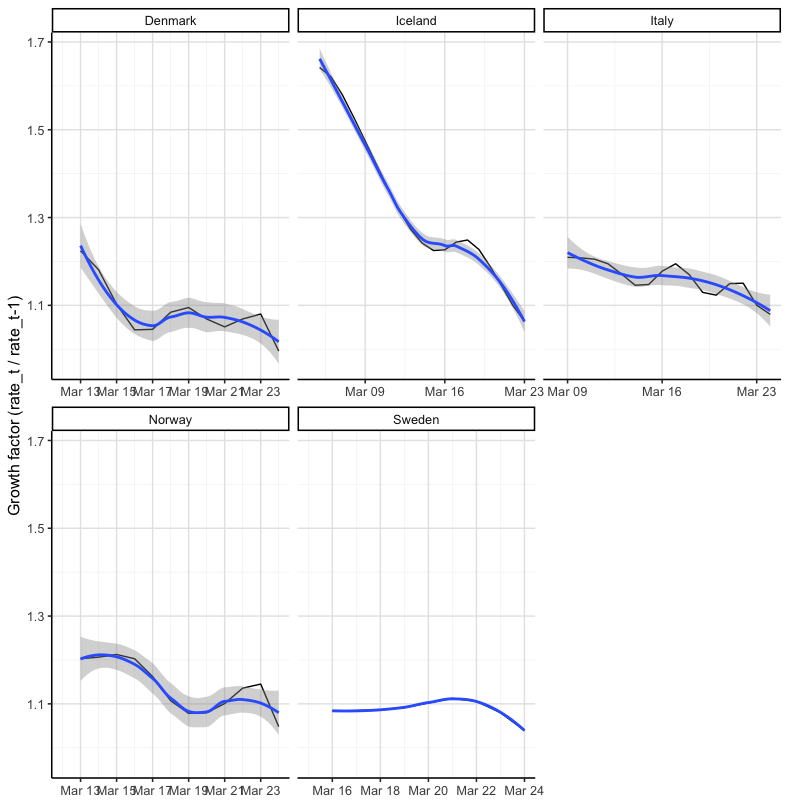 Denmark Iceland Italy
1.7
1.5
1.3
1.1
Mar 13 Mar 15 Mar 17 Mar 19 Mar 21 Mar 23 Mar 09 Mar 16 Mar 23 Mar 09 Mar 16 Mar 23
Growth factor (rate_t / rate_t-1)
Norway Sweden
1.7
1.5
1.3
1.1
Mar 13 Mar 15 Mar 17 Mar 19 Mar 21 Mar 23 Mar 16 Mar 18 Mar 20 Mar 22 Mar 24